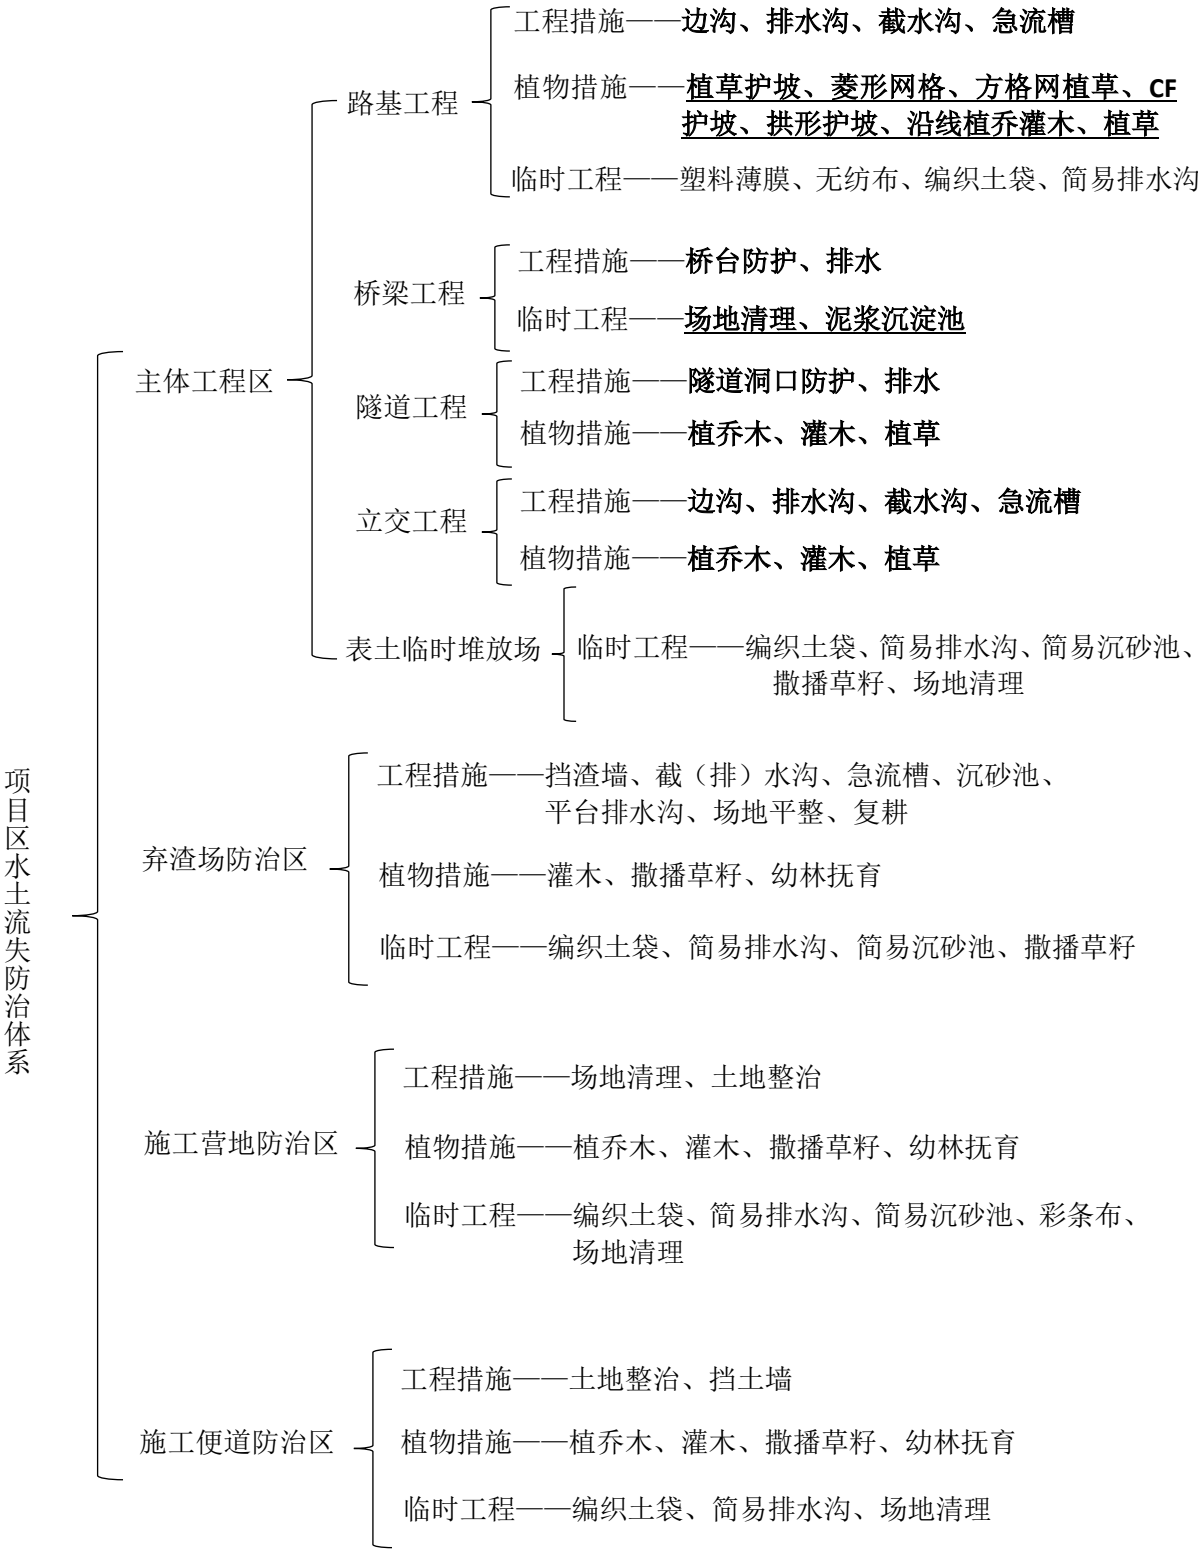 项目区水土流失防治体系
主体工程区
路基工程
工程措施——边沟、排水沟、截水沟、急流槽
植物措施——植草护坡、菱形网格、方格网植草、CF
护坡、拱形护坡、沿线植乔灌木、植草
临时工程——塑料薄膜、无纺布、编织土袋、简易排水沟
桥梁工程
工程措施——桥台防护、排水
临时工程——场地清理、泥浆沉淀池
隧道工程
工程措施——隧道洞口防护、排水
植物措施——植乔木、灌木、植草
立交工程
工程措施——边沟、排水沟、截水沟、急流槽
植物措施——植乔木、灌木、植草
表土临时堆放场
临时工程——编织土袋、简易排水沟、简易沉砂池、
撒播草籽、场地清理
弃渣场防治区
工程措施——挡渣墙、截（排）水沟、急流槽、沉砂池、
平台排水沟、场地平整、复耕
植物措施——灌木、撒播草籽、幼林抚育
临时工程——编织土袋、简易排水沟、简易沉砂池、撒播草籽
施工营地防治区
工程措施——场地清理、土地整治
植物措施——植乔木、灌木、撒播草籽、幼林抚育
临时工程——编织土袋、简易排水沟、简易沉砂池、彩条布、
场地清理
施工便道防治区
工程措施——土地整治、挡土墙
植物措施——植乔木、灌木、撒播草籽、幼林抚育
临时工程——编织土袋、简易排水沟、场地清理